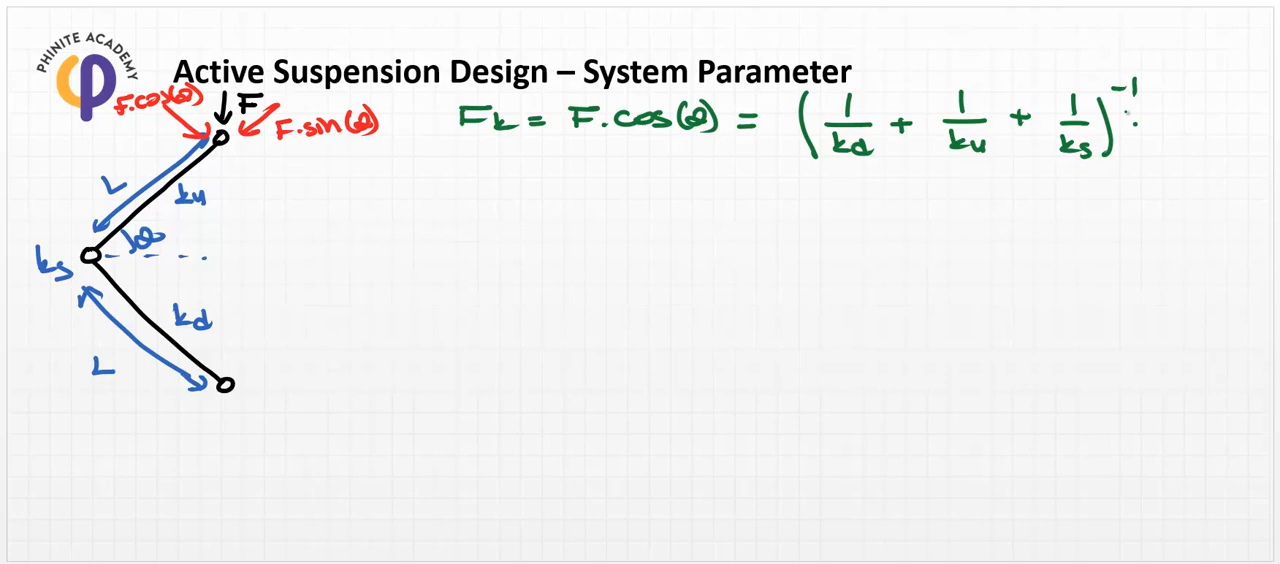 PHINITE ACADEMY
Active Suspension Design – System Parameter
F.cos(θ)
F
F.sin(θ)
Fk = F.cos(θ) = (1/kd + 1/ku + 1/ks)^-1 .
L
ku
θ
ks
kd
L